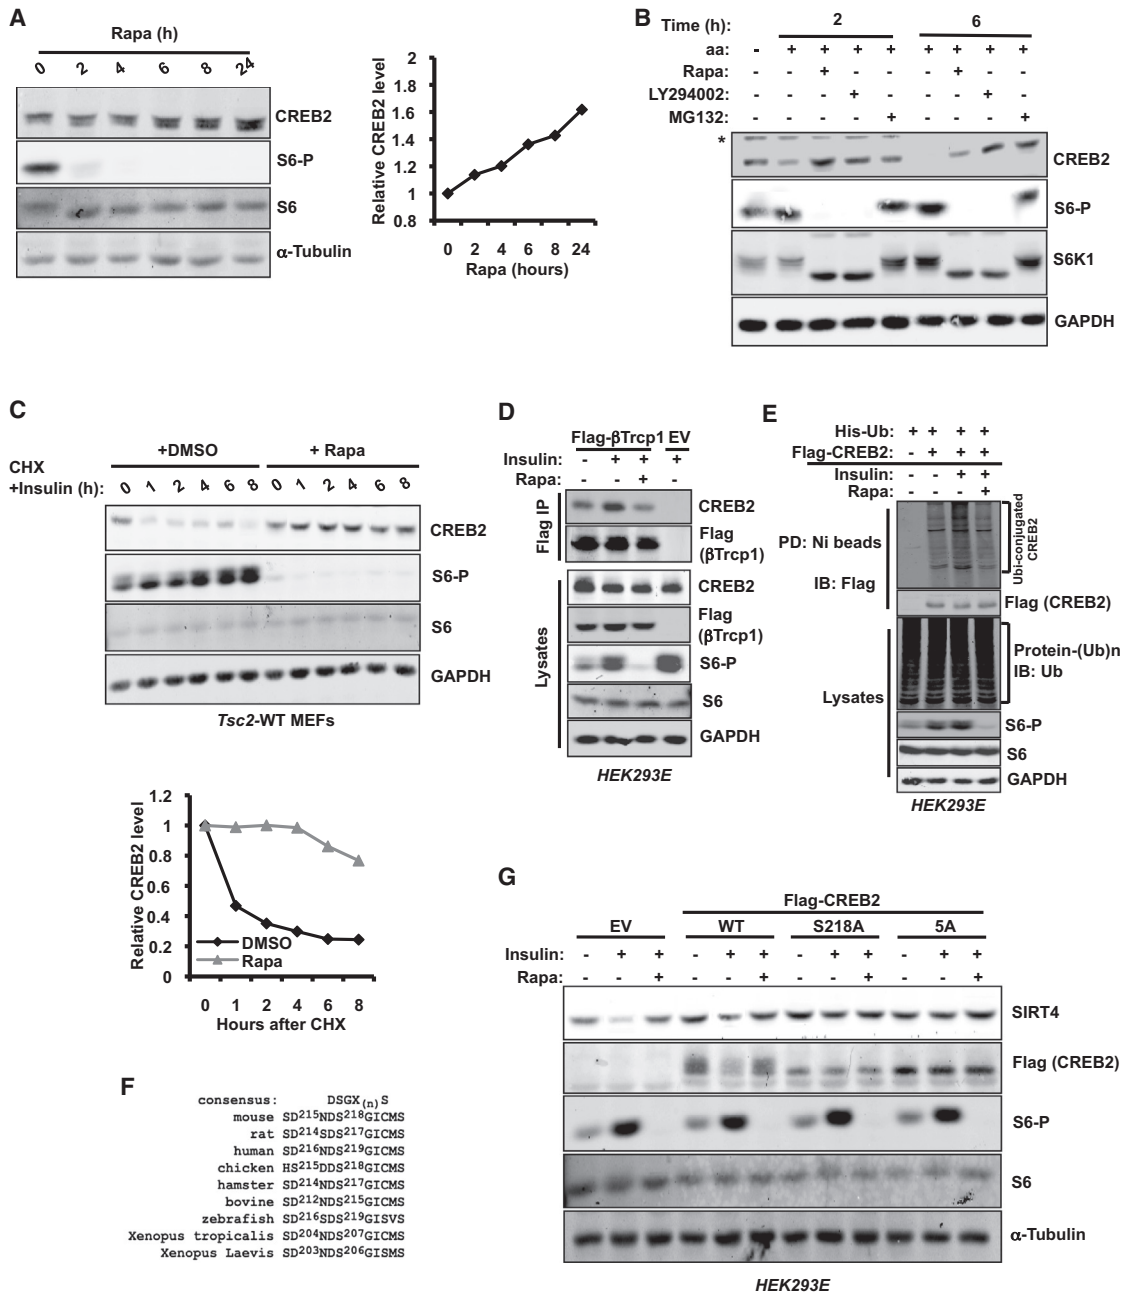 A
Rapa (h)
0 2 4 6 8 24
CREB2
S6-P
S6
α-Tubulin
Relative CREB2 level
2
1.8
1.6
1.4
1.2
1
0.8
0 2 4 6 8 24
Rapa (hours)
B
Time (h): 2 6
aa: - + + + + + + + +
Rapa: - - + - - - + - -
LY294002: - - - + - - - + -
MG132: - - - - + - - - +
*
CREB2
S6-P
S6K1
GAPDH
C
+DMSO + Rapa
CHX
+Insulin (h): 0 1 2 4 6 8 0 1 2 4 6 8
CREB2
S6-P
S6
GAPDH
Tsc2-WT MEFs
Relative CREB2 level
1.2
1
0.8
0.6
0.4
0.2
0
DMSO
Rapa
0 1 2 4 6 8
Hours after CHX
D
Flag-βTrcp1 EV
Insulin: - + + +
Rapa: - - + -
Flag IP
CREB2
Flag
(βTrcp1)
Lysates
CREB2
Flag
(βTrcp1)
S6-P
S6
GAPDH
HEK293E
E
His-Ub: + + + +
Flag-CREB2: - + + +
Insulin: - - + +
Rapa: - - - +
PD: Ni beads
IB: Flag
Ubi-conjugated
CREB2
Flag (CREB2)
Lysates
Protein-(Ub)n
IB: Ub
S6-P
S6
GAPDH
HEK293E
F
consensus: DSGX(n)S
mouse SD215NDS218GICMS
rat SD214SDS217GICMS
human SD216NDS219GICMS
chicken HS215DDS218GICMS
hamster SD214NDS217GICMS
bovine SD212NDS215GICMS
zebrafish SD216SDS219GISVS
Xenopus tropicalis SD204NDS207GICMS
Xenopus Laevis SD203NDS206GISMS
G
Flag-CREB2
EV WT S218A 5A
Insulin: - + + - + + - + + - + +
Rapa: - - + - - + - - + - - +
SIRT4
Flag (CREB2)
S6-P
S6
α-Tubulin
HEK293E